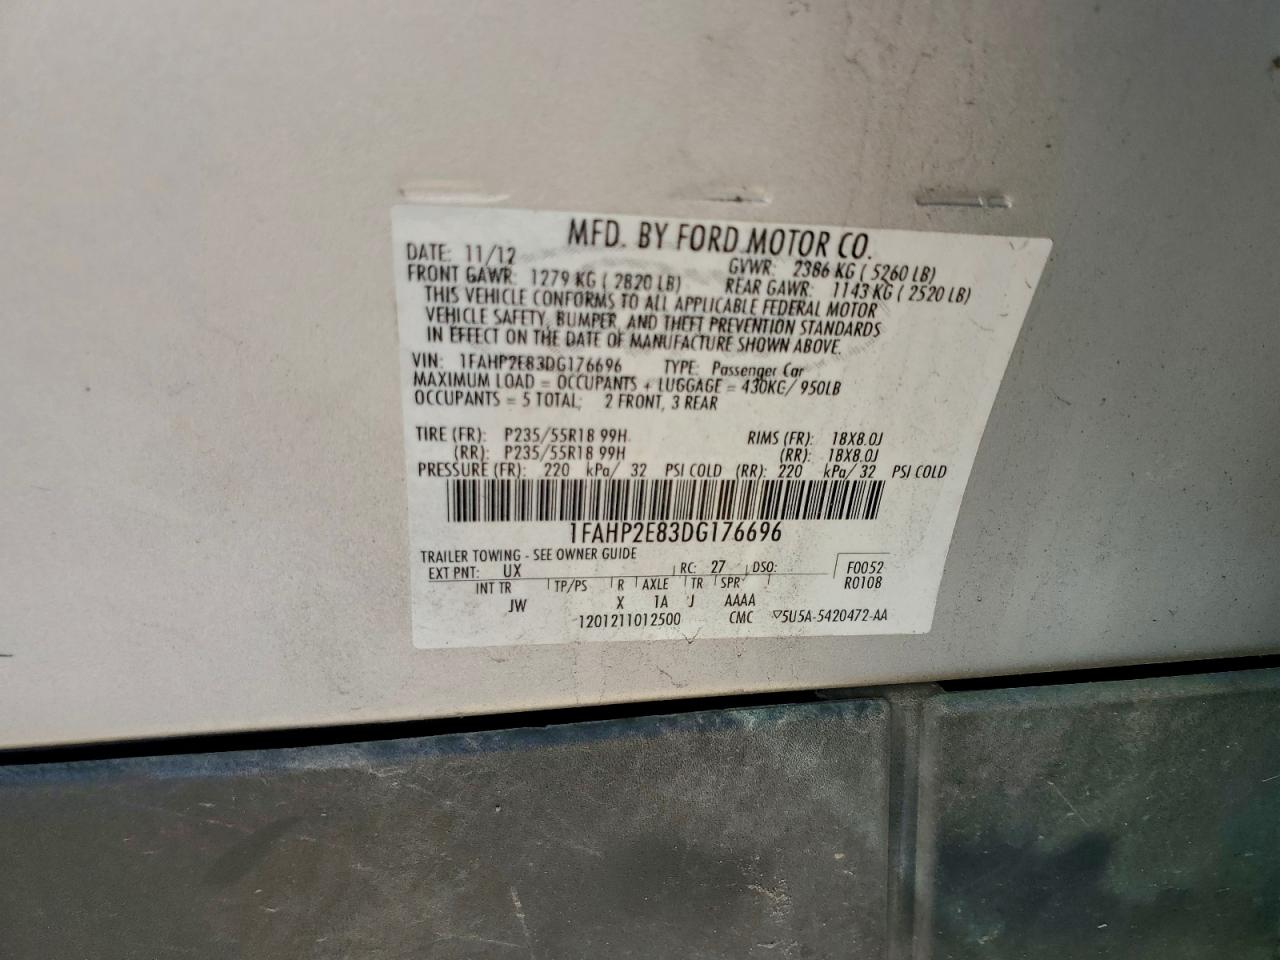 MFD. BY FORD MOTOR CO.
DATE: 11/12 GVWR: 2386 KG ( 5260 LB)
FRONT GAWR: 1279 KG ( 2820 LB) REAR GAWR: 1143 KG ( 2520 LB)
THIS VEHICLE CONFORMS TO ALL APPLICABLE FEDERAL MOTOR
VEHICLE SAFETY, BUMPER, AND THEFT PREVENTION STANDARDS
IN EFFECT ON THE DATE OF MANUFACTURE SHOWN ABOVE.
VIN: 1FAHP2E83DG176696 TYPE: Passenger Car
MAXIMUM LOAD = OCCUPANTS + LUGGAGE = 430KG/ 950LB
OCCUPANTS = 5 TOTAL; 2 FRONT, 3 REAR
TIRE (FR): P235/55R18 99H RIMS (FR): 18X8.0J
(RR): P235/55R18 99H (RR): 18X8.0J
PRESSURE (FR): 220 kPa/ 32 PSI COLD (RR): 220 kPa/ 32 PSI COLD
1FAHP2E83DG176696
TRAILER TOWING - SEE OWNER GUIDE
EXT PNT: UX RC: 27 DSO: F0052
INT TR TP/PS R AXLE TR SPR R0108
JW X 1A J AAAA
1201211012500 CMC ▽5U5A-5420472-AA